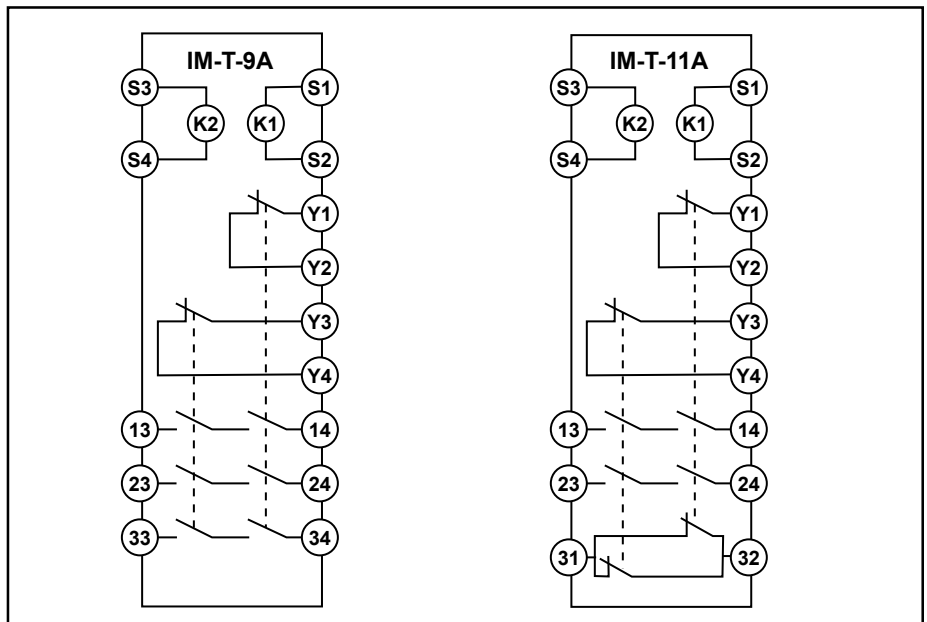 IM-T-9A
S3
S1
K2
K1
S4
S2
Y1
Y2
Y3
Y4
13
14
23
24
33
34
IM-T-11A
S3
S1
K2
K1
S4
S2
Y1
Y2
Y3
Y4
13
14
23
24
31
32